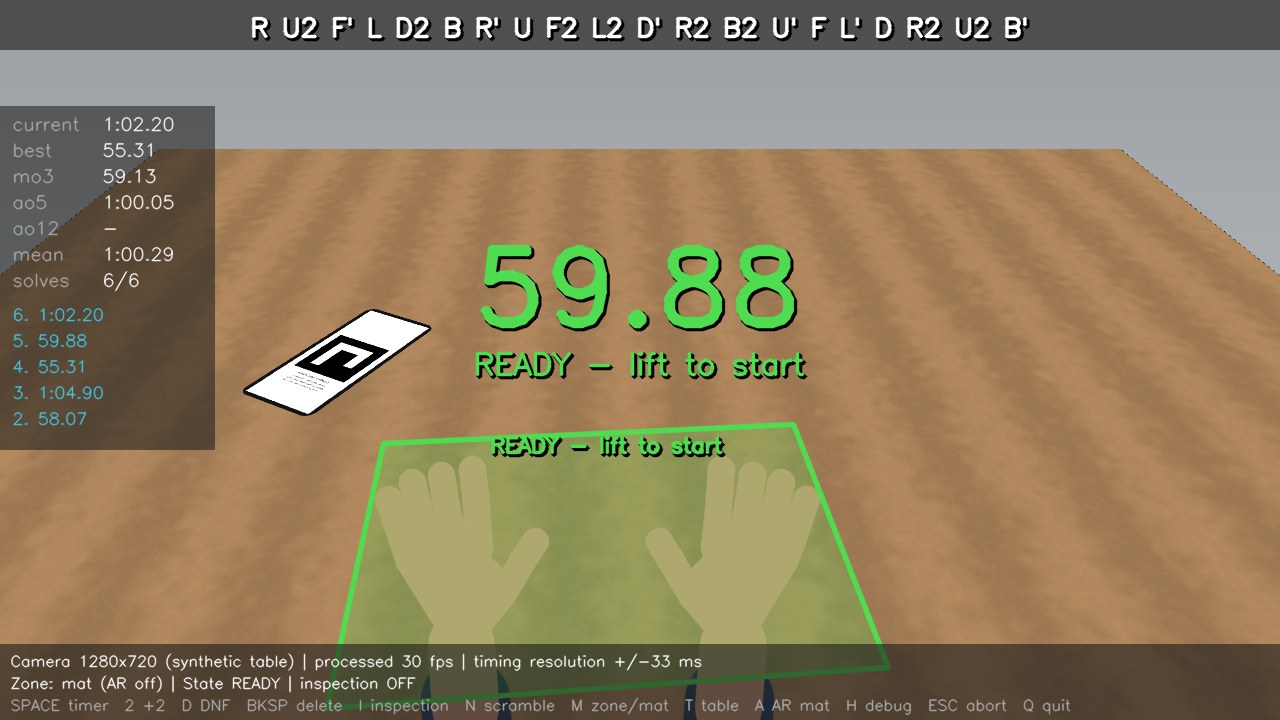 R U2 F' L D2 B R' U F2 L2 D' R2 B2 U' F L' D R2 U2 B'
current 1:02.20
best 55.31
mo3 59.13
ao5 1:00.05
ao12 –
mean 1:00.29
solves 6/6
6. 1:02.20
5. 59.88
4. 55.31
3. 1:04.90
2. 58.07
59.88
READY – lift to start
READY – lift to start
Camera 1280x720 (synthetic table) | processed 30 fps | timing resolution +/–33 ms
Zone: mat (AR off) | State READY | inspection OFF
SPACE timer 2 +2 D DNF BKSP delete I inspection N scramble M zone/mat T table A AR mat H debug ESC abort Q quit